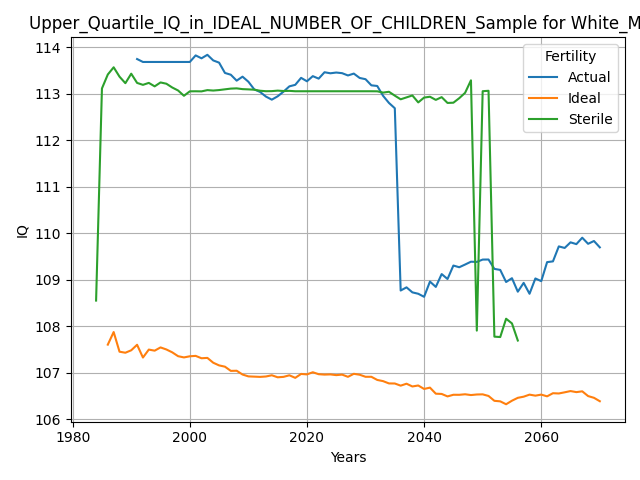 Upper_Quartile_IQ_in_IDEAL_NUMBER_OF_CHILDREN_Sample for White_M
114
113
112
111
110
109
108
107
106
IQ
1980
2000
2020
2040
2060
Years
Fertility
Actual
Ideal
Sterile